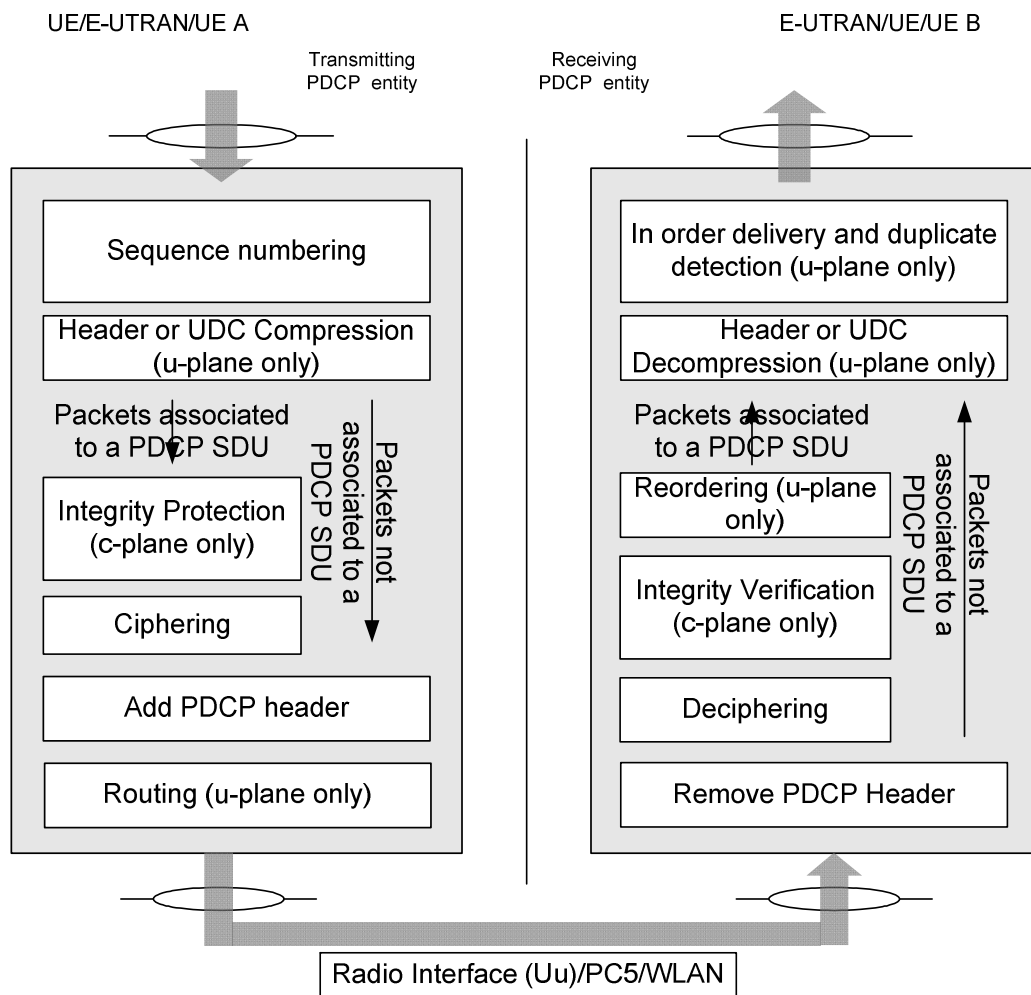 UE/E-UTRAN/UE A
E-UTRAN/UE/UE B
Transmitting
PDCP entity
Receiving
PDCP entity
Sequence numbering
Header or UDC Compression
(u-plane only)
Packets associated
to a PDCP SDU
Packets not
associated to a
PDCP SDU
Integrity Protection
(c-plane only)
Ciphering
Add PDCP header
Routing (u-plane only)
In order delivery and duplicate
detection (u-plane only)
Header or UDC
Decompression (u-plane only)
Packets associated
to a PDCP SDU
Packets not
associated to a
PDCP SDU
Reordering (u-plane
only)
Integrity Verification
(c-plane only)
Deciphering
Remove PDCP Header
Radio Interface (Uu)/PC5/WLAN